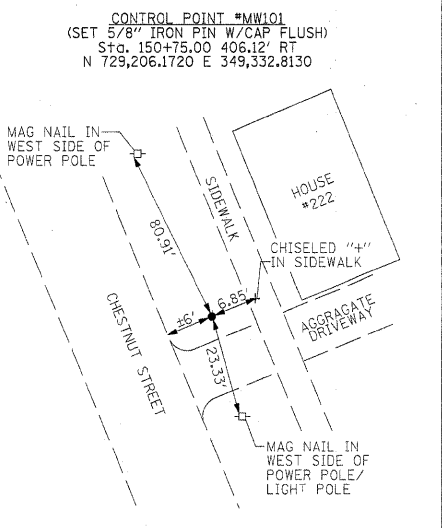 CONTROL POINT #MW101
(SET 5/8" IRON PIN W/CAP FLUSH)
Sta. 150+75.00 406.12' RT
N 729,206.1720 E 349,332.8130
MAG NAIL IN
WEST SIDE OF
POWER POLE
SIDEWALK
HOUSE
#222
80.91'
CHISELED "+"
IN SIDEWALK
±6'
6.85'
CHESTNUT STREET
AGGRAGATE
DRIVEWAY
23.33'
MAG NAIL IN
WEST SIDE OF
POWER POLE/
LIGHT POLE